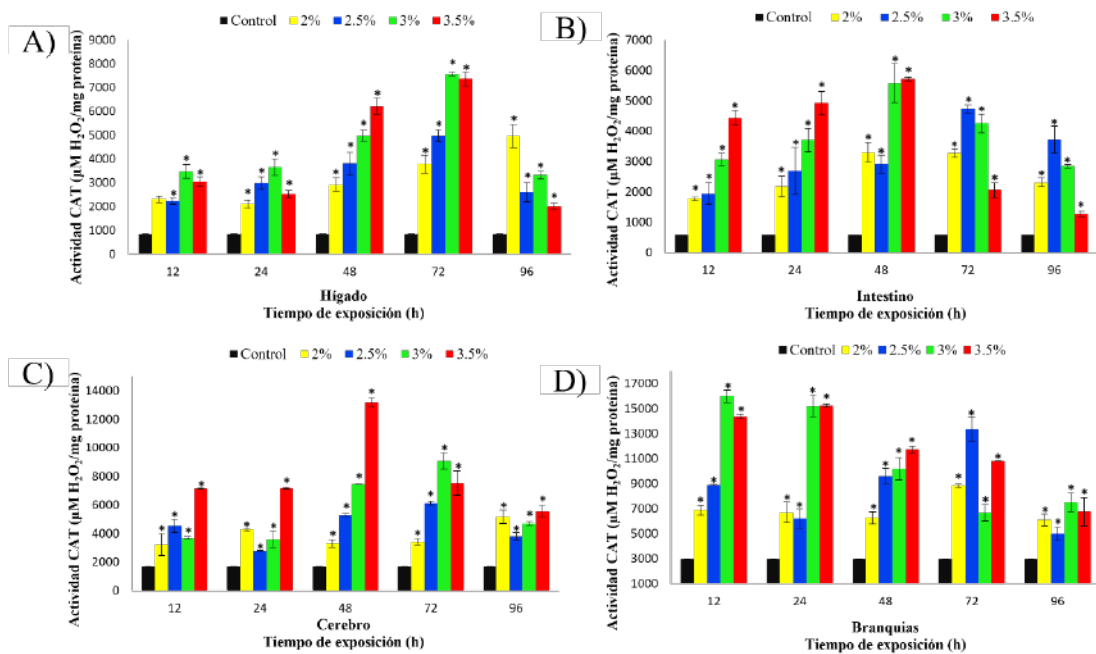 A)
Control 2% 2.5% 3% 3.5%
Actividad CAT (µM H₂O₂/mg proteína)
9000
8000
7000
6000
5000
4000
3000
2000
1000
0
* * * * * * * * * * * * * * * * * * *
12 24 48 72 96
Hígado
Tiempo de exposición (h)
B)
Control 2% 2.5% 3% 3.5%
Actividad CAT (µM H₂O₂/mg proteína)
7000
6000
5000
4000
3000
2000
1000
0
* * * * * * * * * * * * * * * * * * * *
12 24 48 72 96
Intestino
Tiempo de exposición (h)
C)
Control 2% 2.5% 3% 3.5%
Actividad CAT (µM H₂O₂/mg proteína)
14000
12000
10000
8000
6000
4000
2000
0
* * * * * * * * * * * * * * * * * * * *
12 24 48 72 96
Cerebro
Tiempo de exposición (h)
D)
Control 2% 2.5% 3% 3.5%
Actividad CAT (µM H₂O₂/mg proteína)
17000
15000
13000
11000
9000
7000
5000
3000
1000
* * * * * * * * * * * * * * * * * * * *
12 24 48 72 96
Branquias
Tiempo de exposición (h)